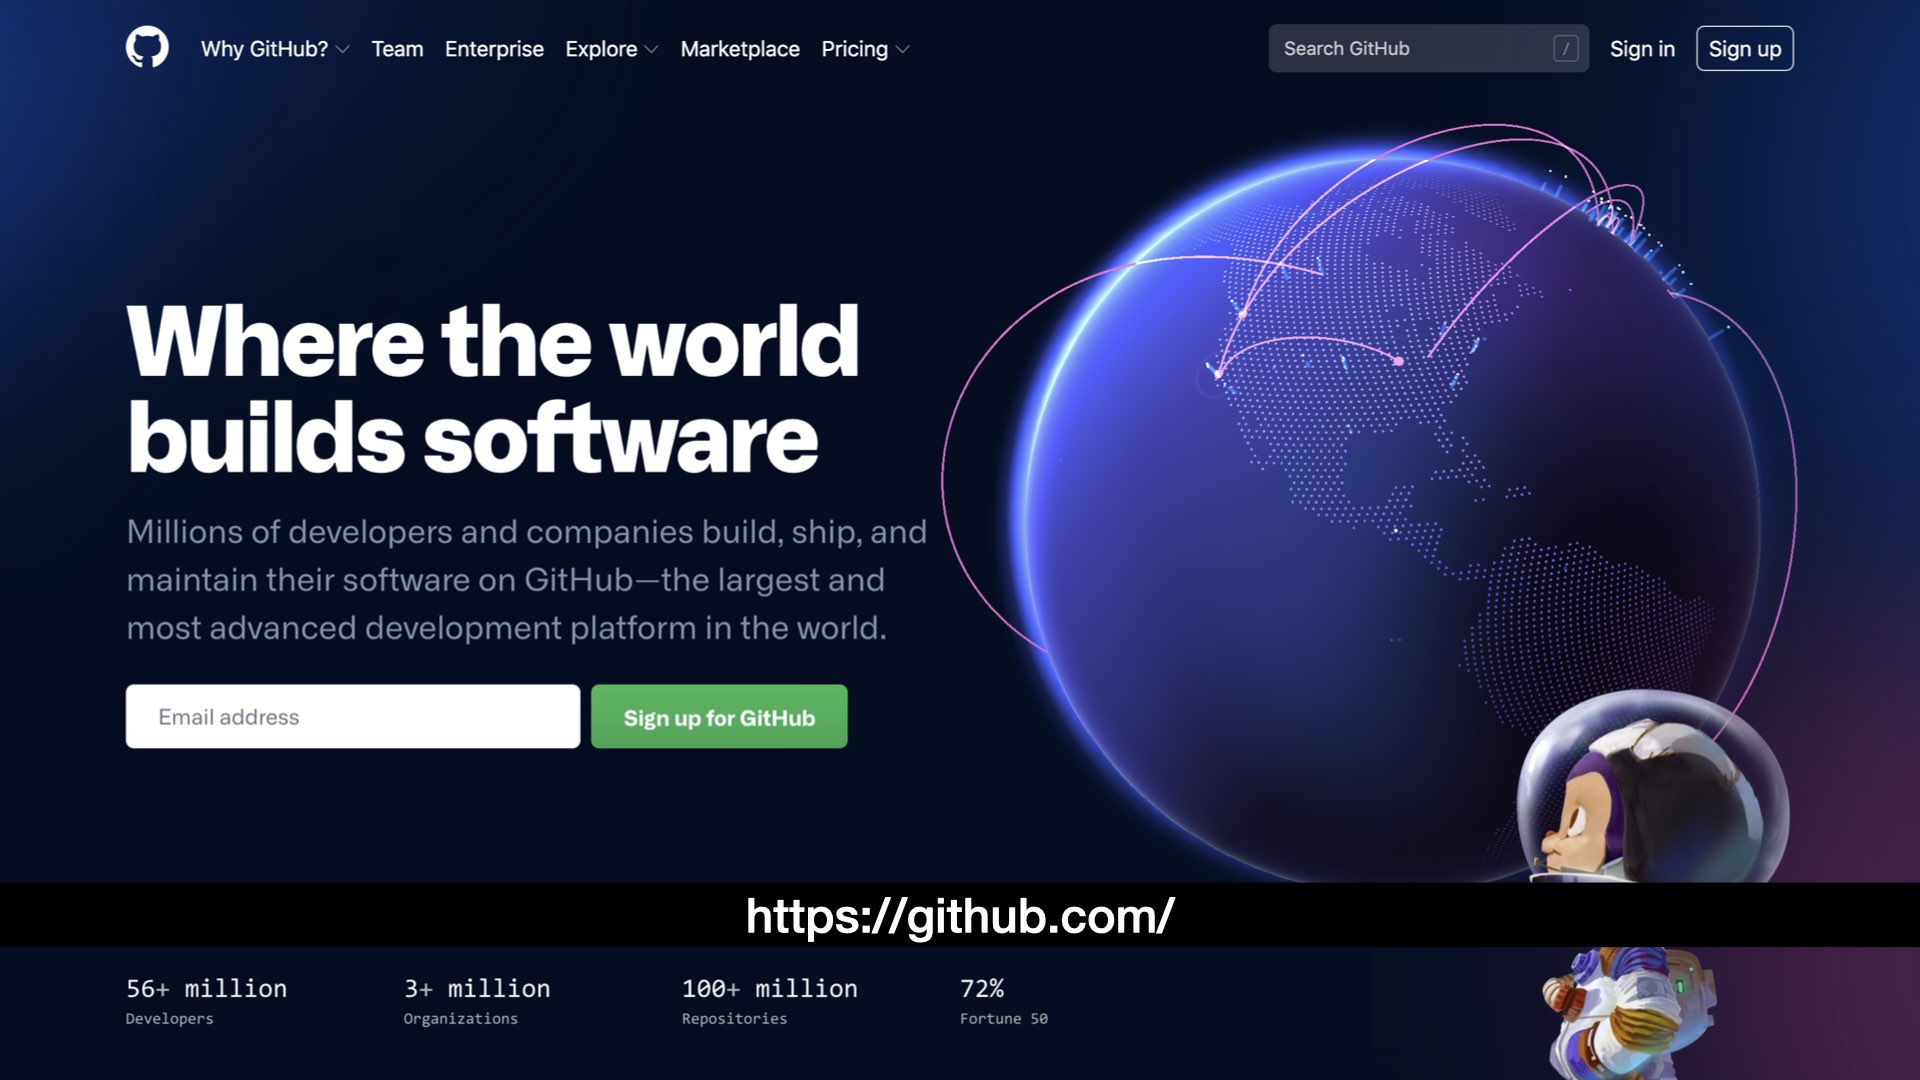 Why GitHub? Team Enterprise Explore Marketplace Pricing Search GitHub / Sign in Sign up
Where the world
builds software
Millions of developers and companies build, ship, and
maintain their software on GitHub—the largest and
most advanced development platform in the world.
Email address Sign up for GitHub
https://github.com/
56+ million 3+ million 100+ million 72%
Developers Organizations Repositories Fortune 50